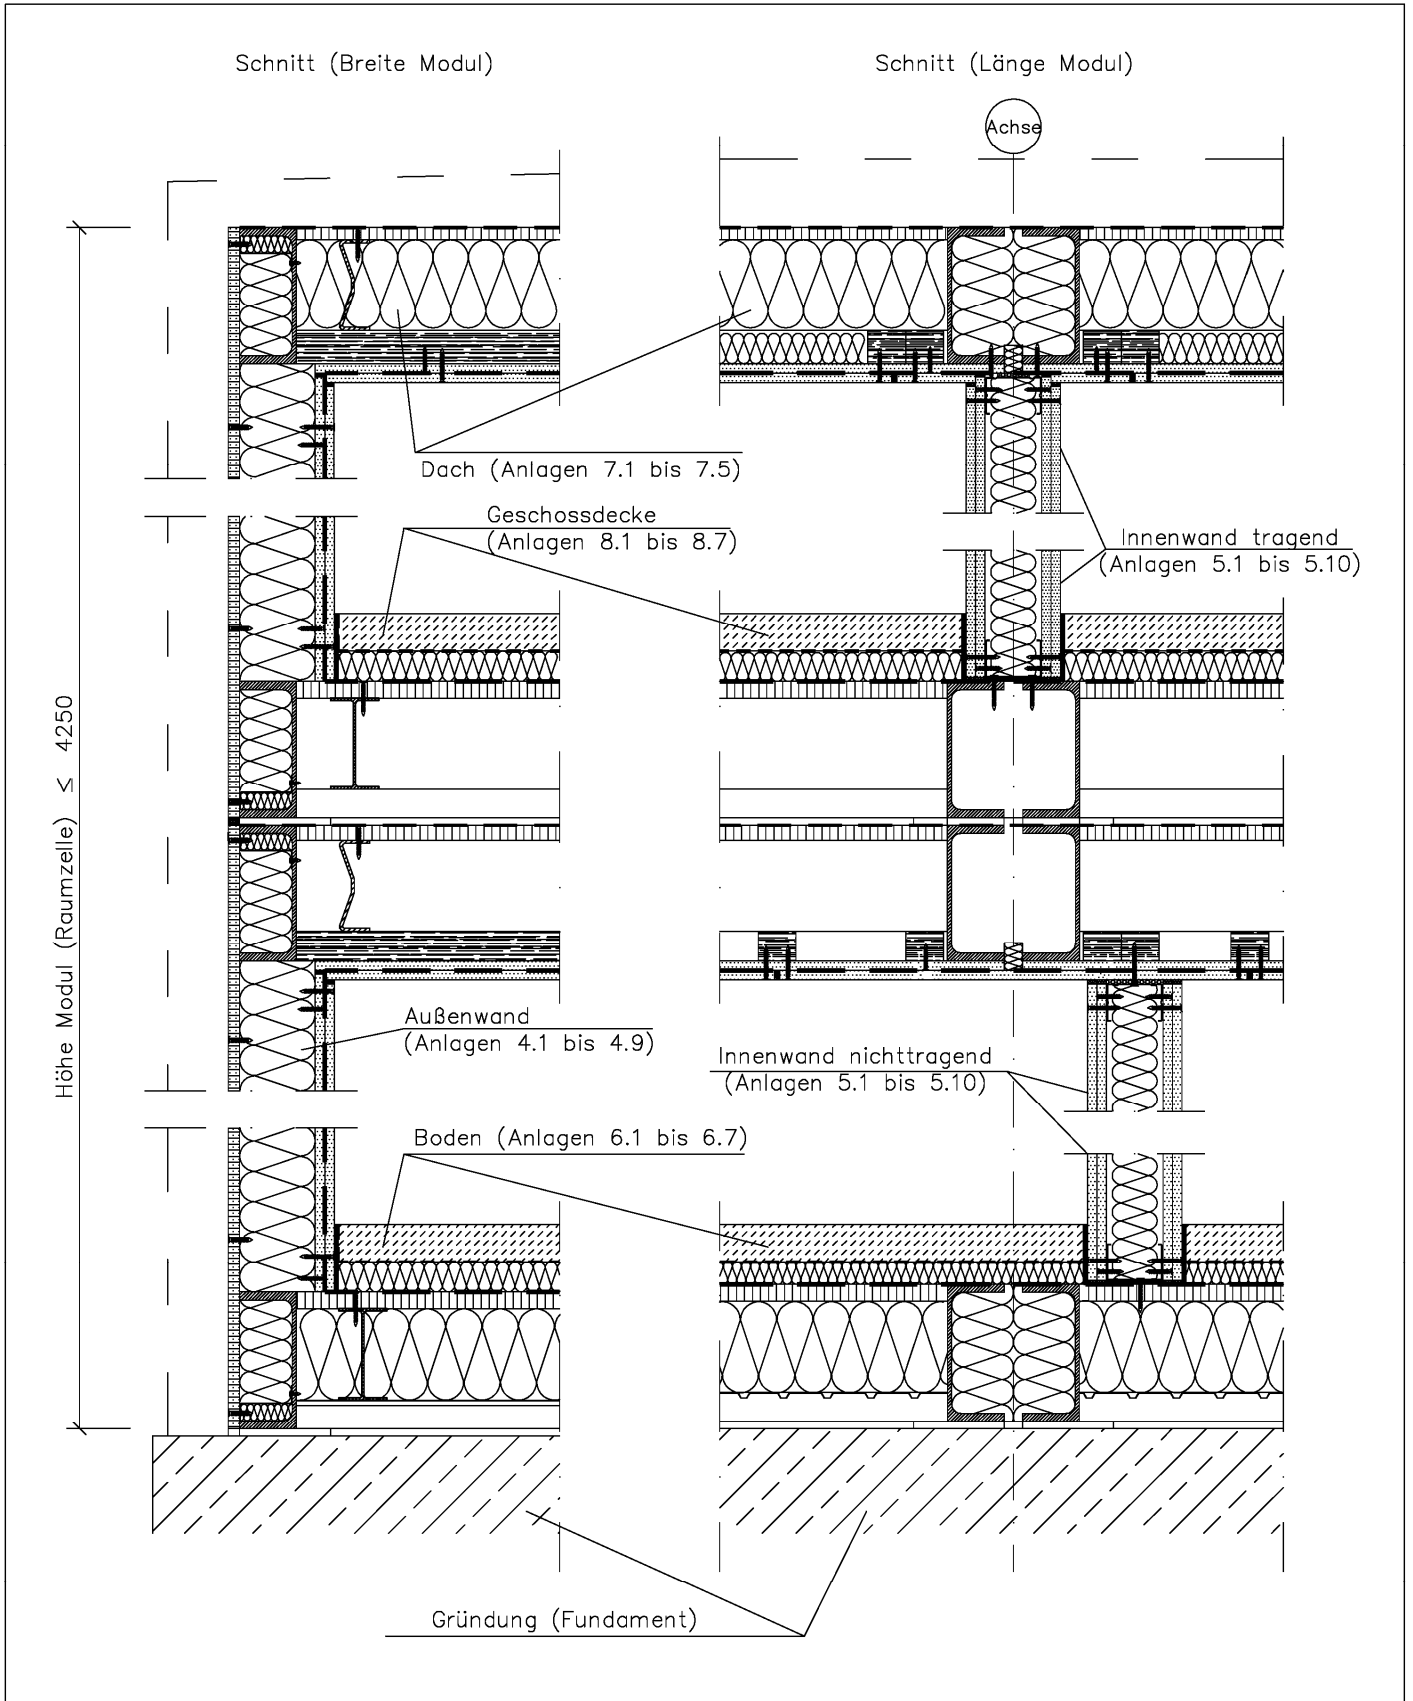 Schnitt (Breite Modul)
Schnitt (Länge Modul)
Achse
Dach (Anlagen 7.1 bis 7.5)
Geschossdecke
(Anlagen 8.1 bis 8.7)
Innenwand tragend
(Anlagen 5.1 bis 5.10)
Höhe Modul (Raumzelle) ≤ 4250
Außenwand
(Anlagen 4.1 bis 4.9)
Innenwand nichttragend
(Anlagen 5.1 bis 5.10)
Boden (Anlagen 6.1 bis 6.7)
Gründung (Fundament)